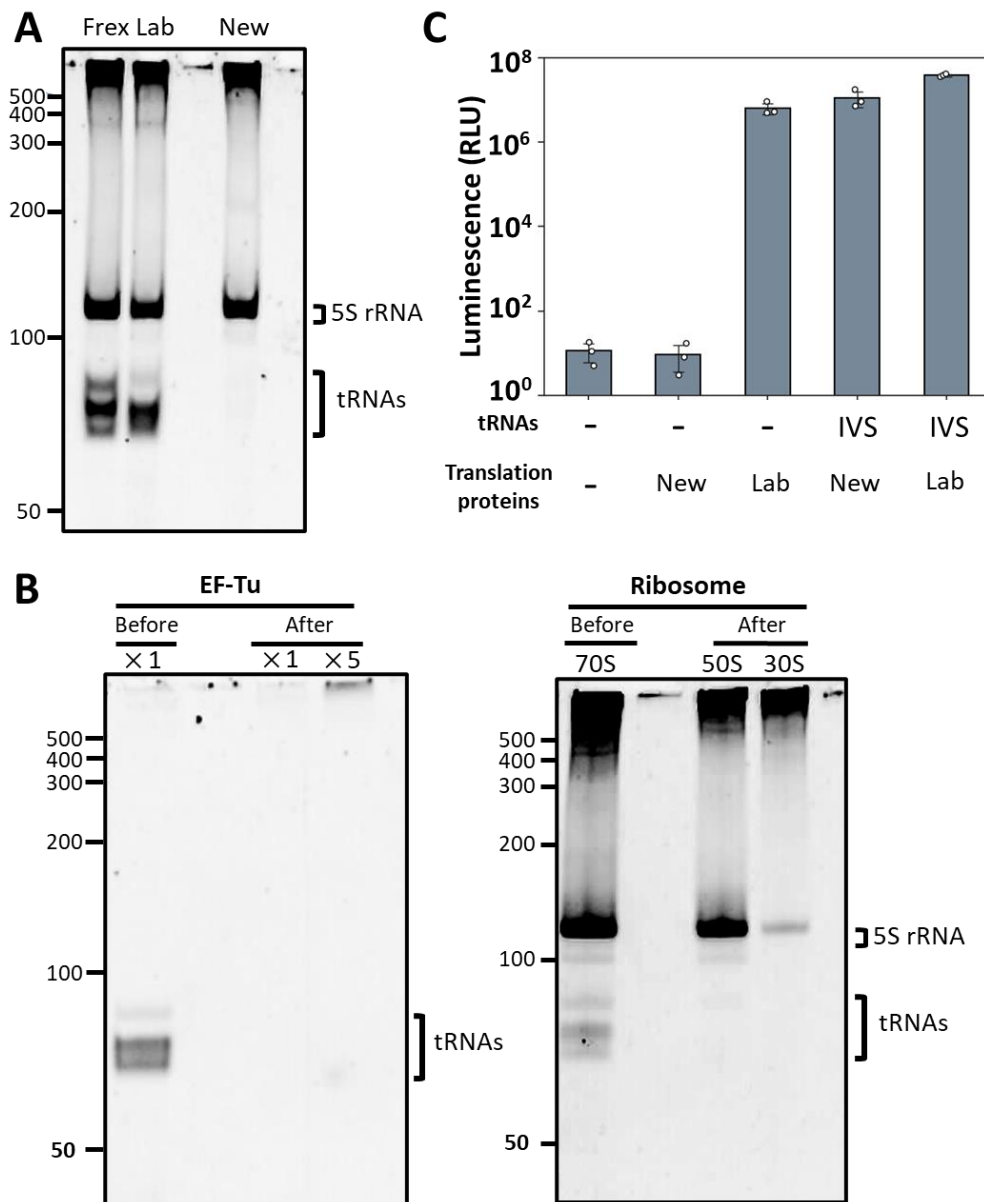 A
Frex Lab New
500
400
300
200
100
50
5S rRNA
tRNAs
C
Luminescence (RLU)
10^8
10^6
10^4
10^2
10^0
tRNAs - - - IVS IVS
Translation proteins - New Lab New Lab
B
EF-Tu
Before After
×1 ×1 ×5
500
400
300
200
100
50
tRNAs
Ribosome
Before After
70S 50S 30S
500
400
300
200
100
50
5S rRNA
tRNAs